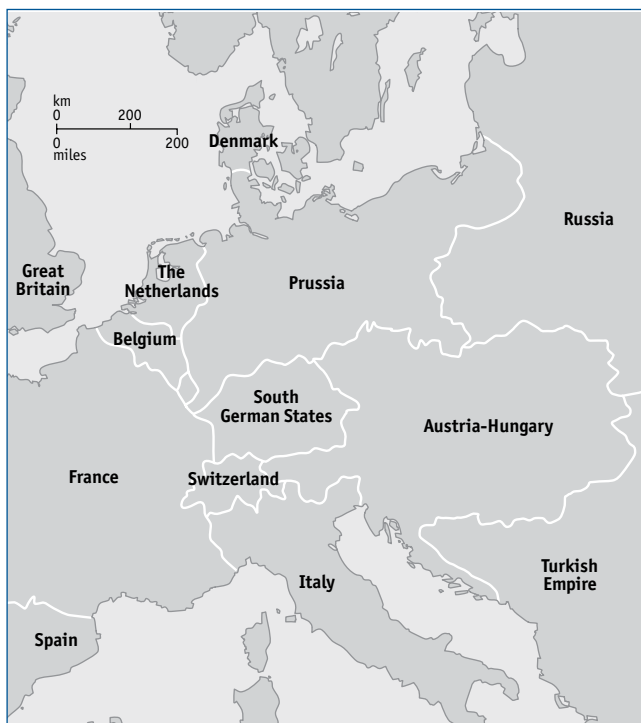 km
0 200
0 200
miles
Denmark
Russia
Great
Britain
The
Netherlands
Prussia
Belgium
South
German States
Austria-Hungary
France
Switzerland
Italy
Turkish
Empire
Spain